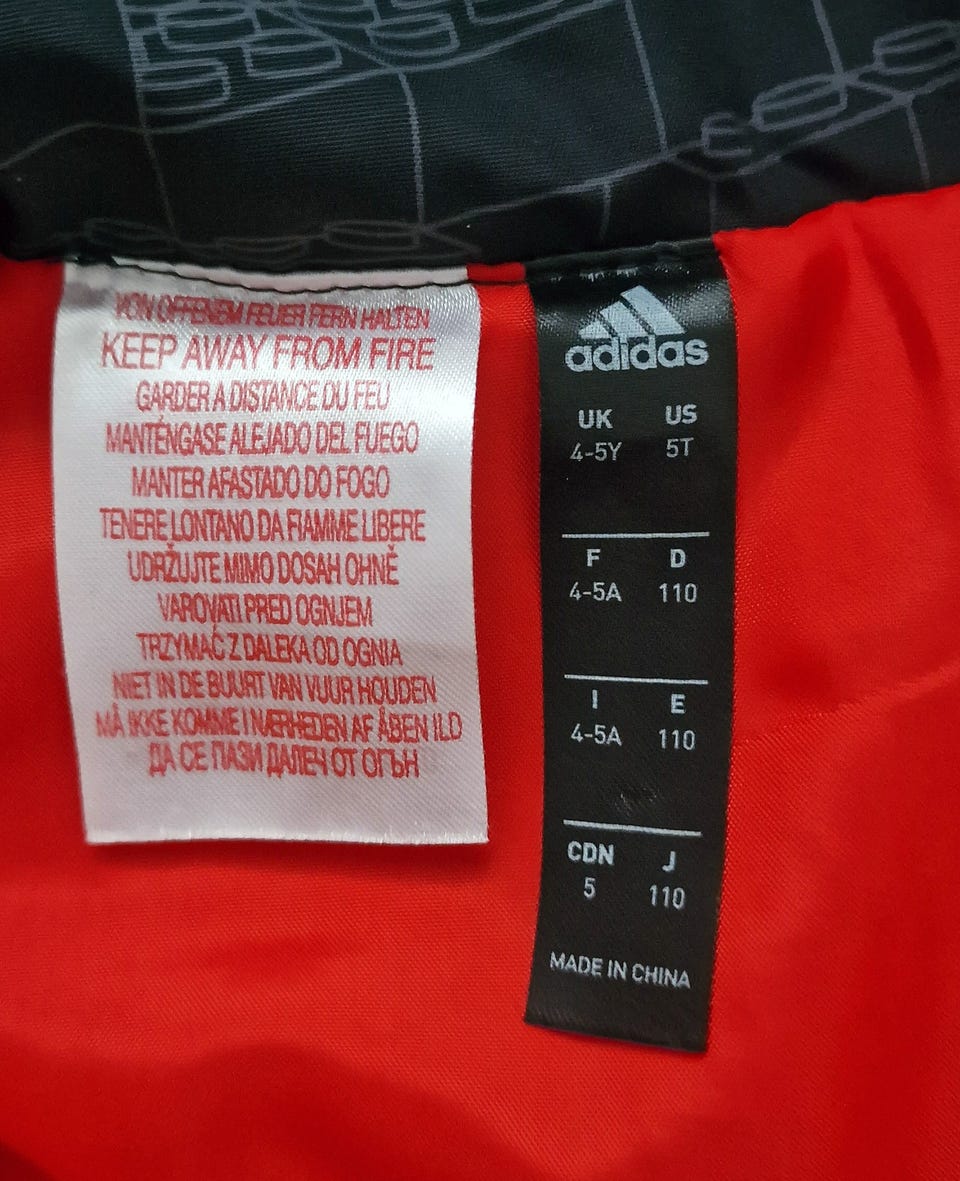 VON OFFENEM FEUER FERN HALTEN
KEEP AWAY FROM FIRE
GARDER A DISTANCE DU FEU
MANTÉNGASE ALEJADO DEL FUEGO
MANTER AFASTADO DO FOGO
TENERE LONTANO DA FIAMME LIBERE
UDRŽUJTE MIMO DOSAH OHNĚ
VAROVATI PRED OGNJEM
TRZYMAĆ Z DALEKA OD OGNIA
NIET IN DE BUURT VAN VUUR HOUDEN
MÅ IKKE KOMME I NÆRHEDEN AF ÅBEN ILD
ДА СЕ ПАЗИ ДАЛЕЧ ОТ ОГЪН
adidas
UK US
4-5Y 5T
F D
4-5A 110
I E
4-5A 110
CDN J
5 110
MADE IN CHINA